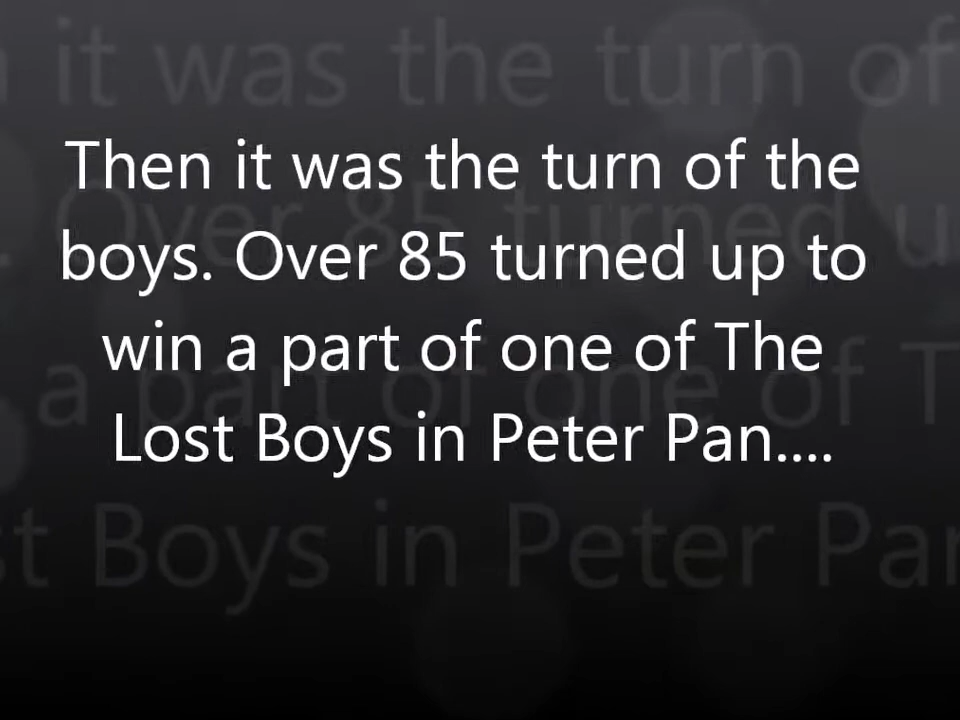 Then it was the turn of the
boys. Over 85 turned up to
win a part of one of The
Lost Boys in Peter Pan....